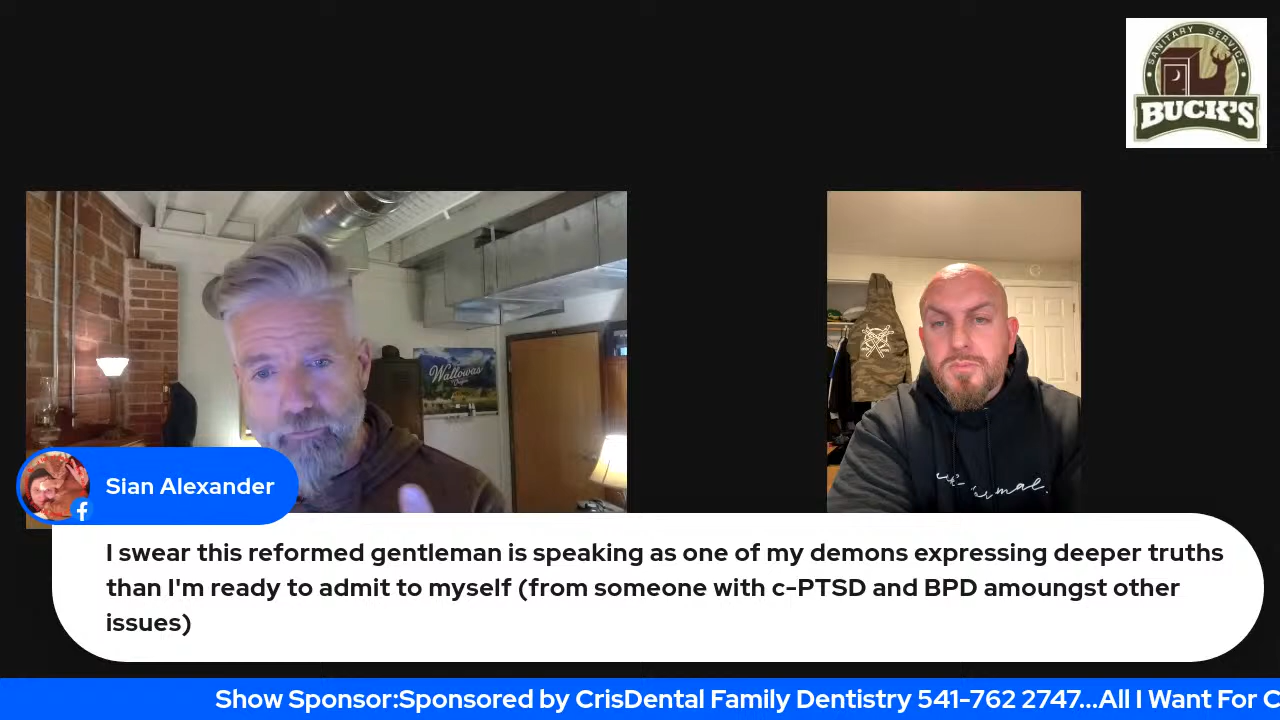 SANITARY SERVICE
BUCK'S
Wallowas
Oregon
Sian Alexander
I swear this reformed gentleman is speaking as one of my demons expressing deeper truths
than I'm ready to admit to myself (from someone with c-PTSD and BPD amoungst other
issues)
Show Sponsor:Sponsored by CrisDental Family Dentistry 541-762 2747...All I Want For C